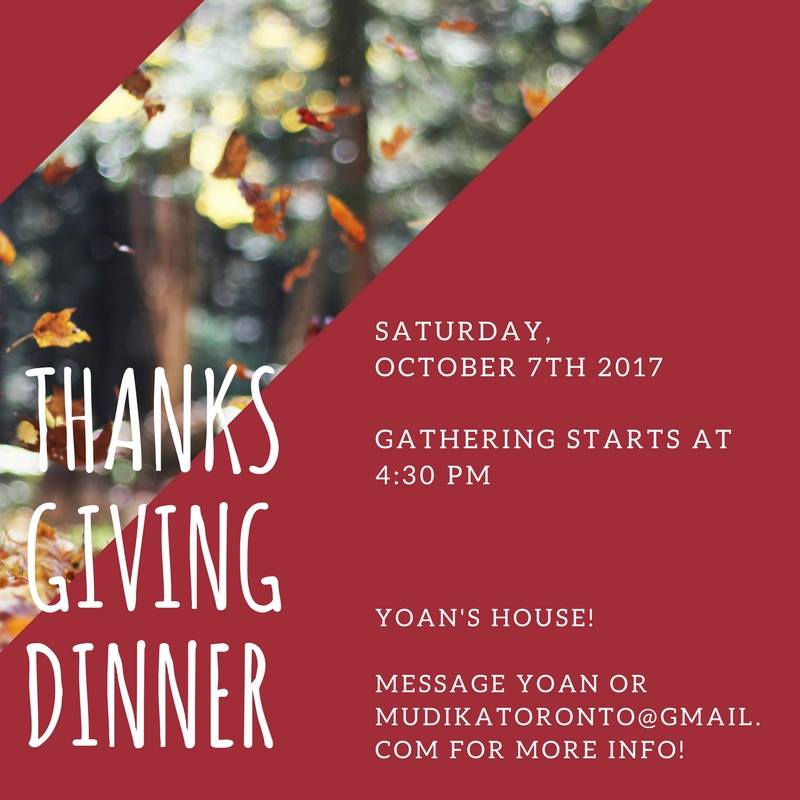 THANKS
GIVING
DINNER
SATURDAY,
OCTOBER 7TH 2017
GATHERING STARTS AT
4:30 PM
YOAN'S HOUSE!
MESSAGE YOAN OR
MUDIKATORONTO@GMAIL.
COM FOR MORE INFO!